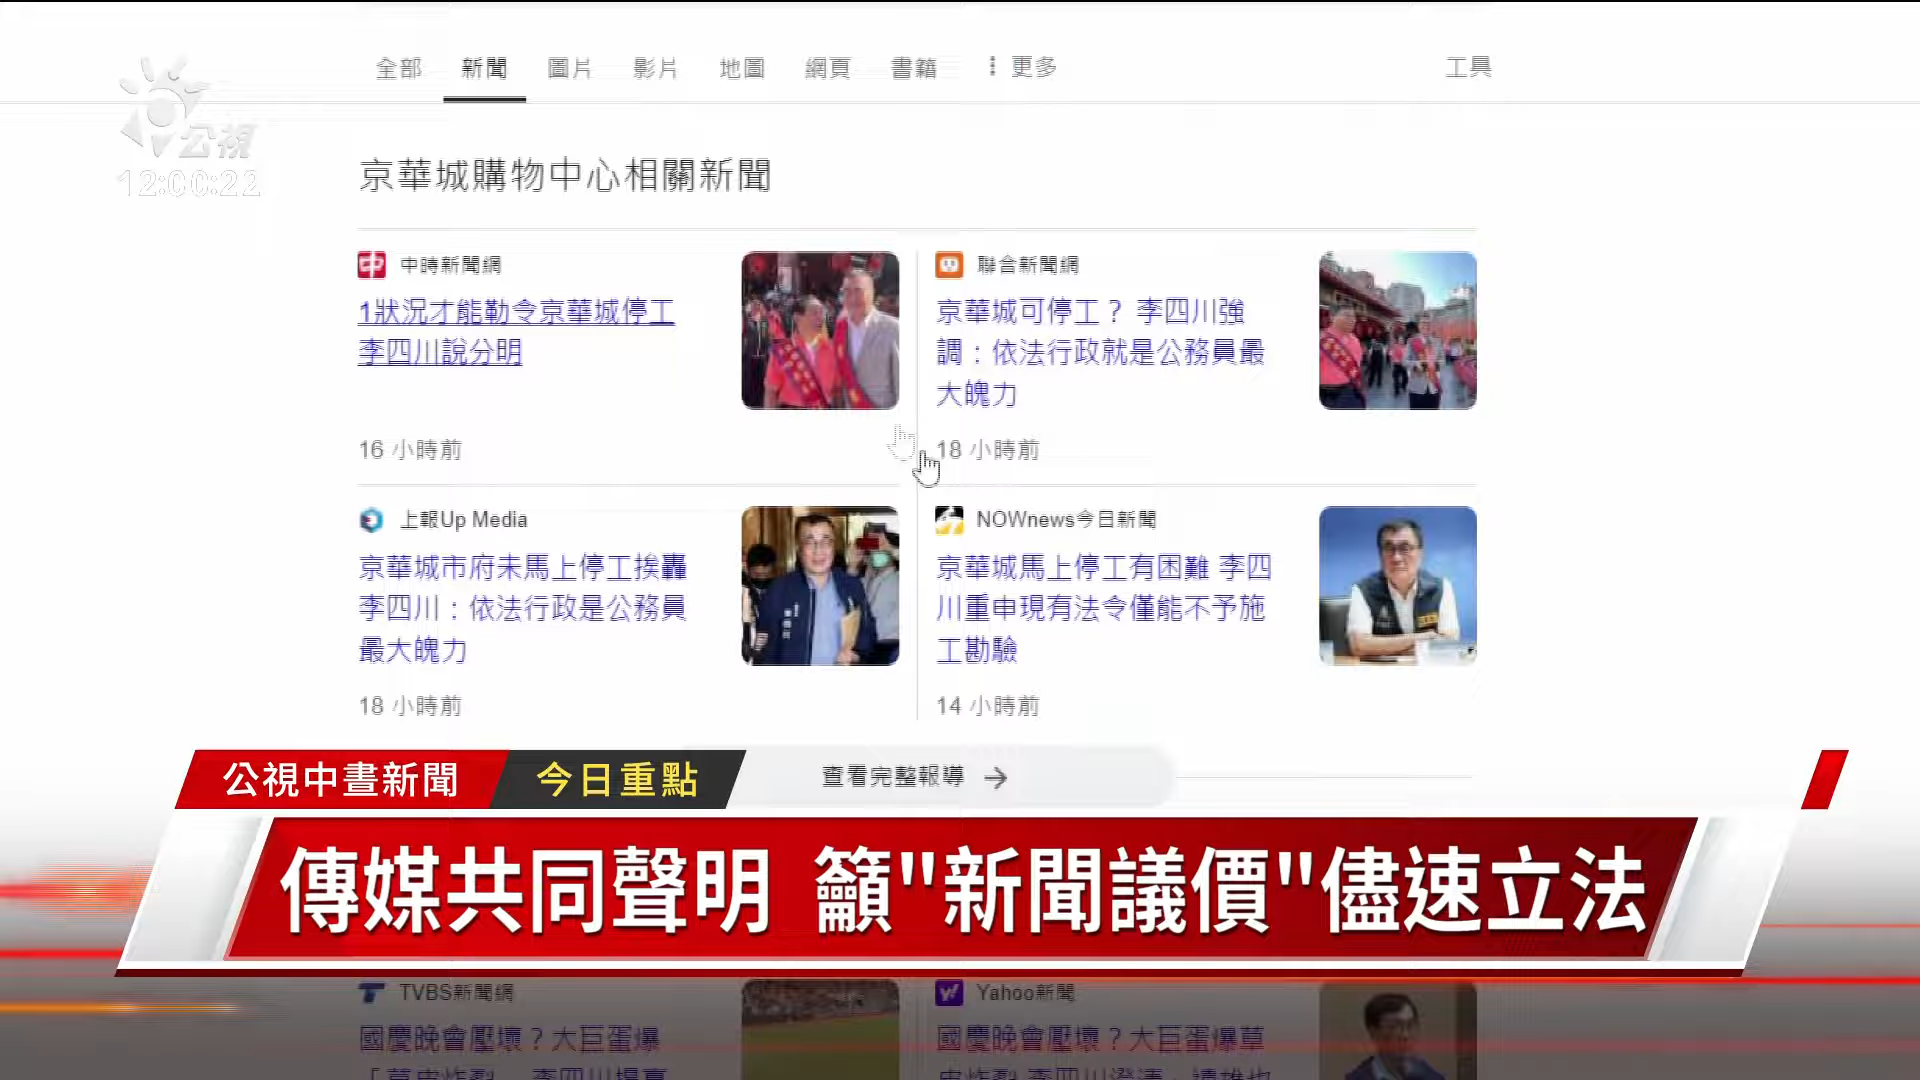 全部 新聞 圖片 影片 地圖 網頁 書籍 更多 工具
公視
12:00:22
京華城購物中心相關新聞
中時新聞網
1狀況才能勒令京華城停工
李四川說分明
16 小時前
聯合新聞網
京華城可停工？ 李四川強
調：依法行政就是公務員最
大魄力
18 小時前
上報Up Media
京華城市府未馬上停工挨轟
李四川：依法行政是公務員
最大魄力
18 小時前
NOWnews今日新聞
京華城馬上停工有困難 李四
川重申現有法令僅能不予施
工勘驗
14 小時前
查看完整報導
公視中晝新聞 今日重點
傳媒共同聲明 籲"新聞議價"儘速立法
TVBS新聞網
國慶晚會壓壞？大巨蛋爆
Yahoo新聞
國慶晚會壓壞？大巨蛋爆草